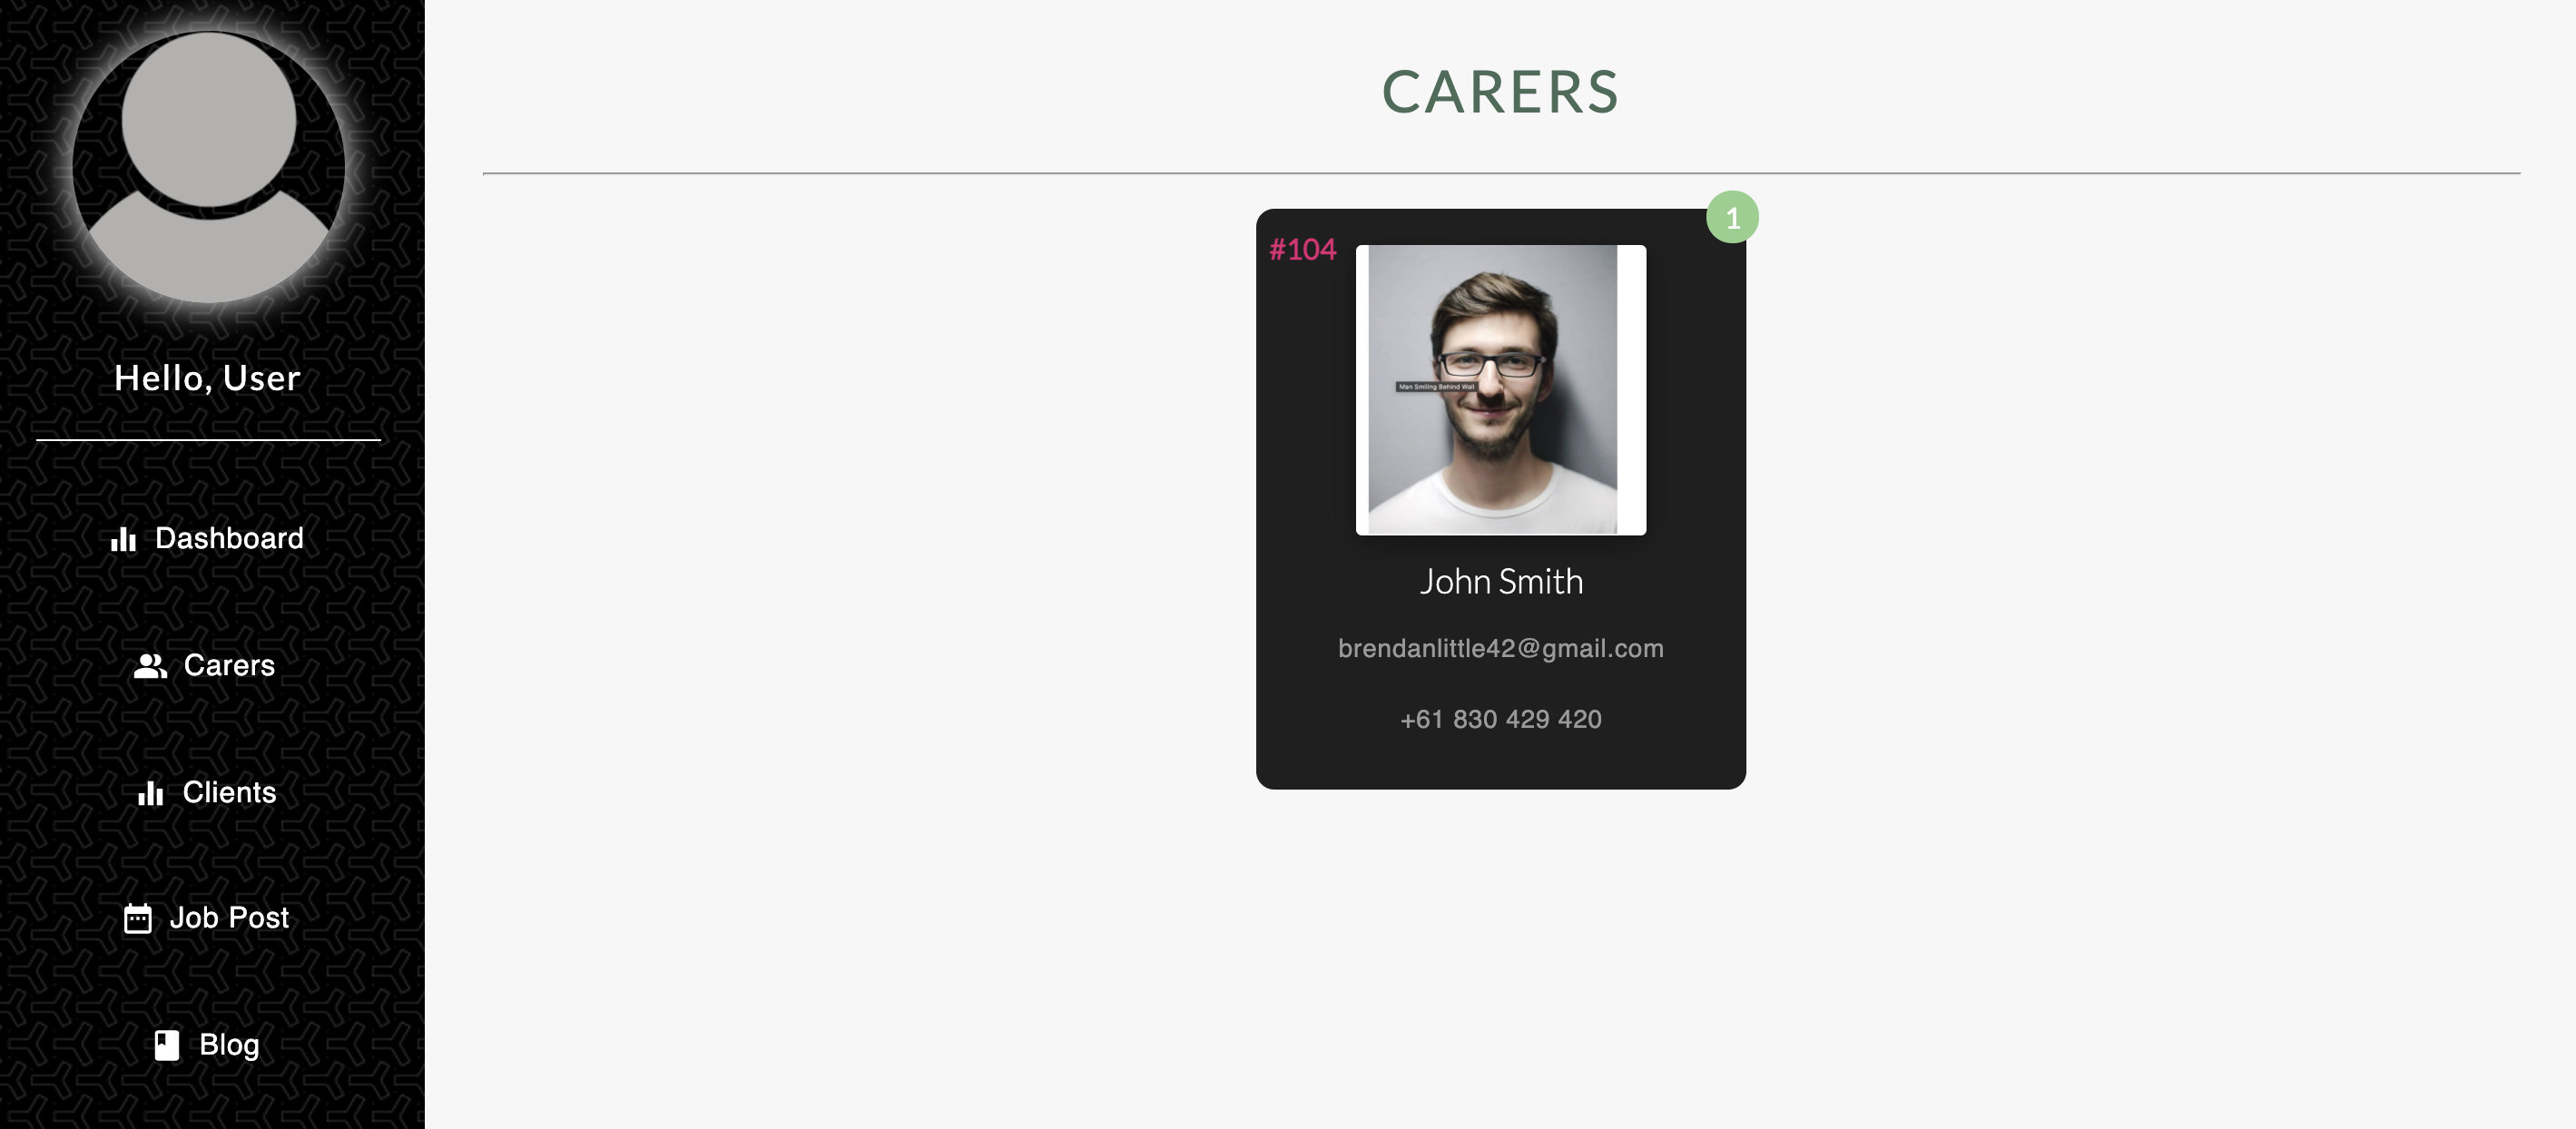 Hello, User
Dashboard
Carers
Clients
Job Post
Blog
CARERS
1
#104
Man Smiling Behind Wall
John Smith
brendanlittle42@gmail.com
+61 830 429 420